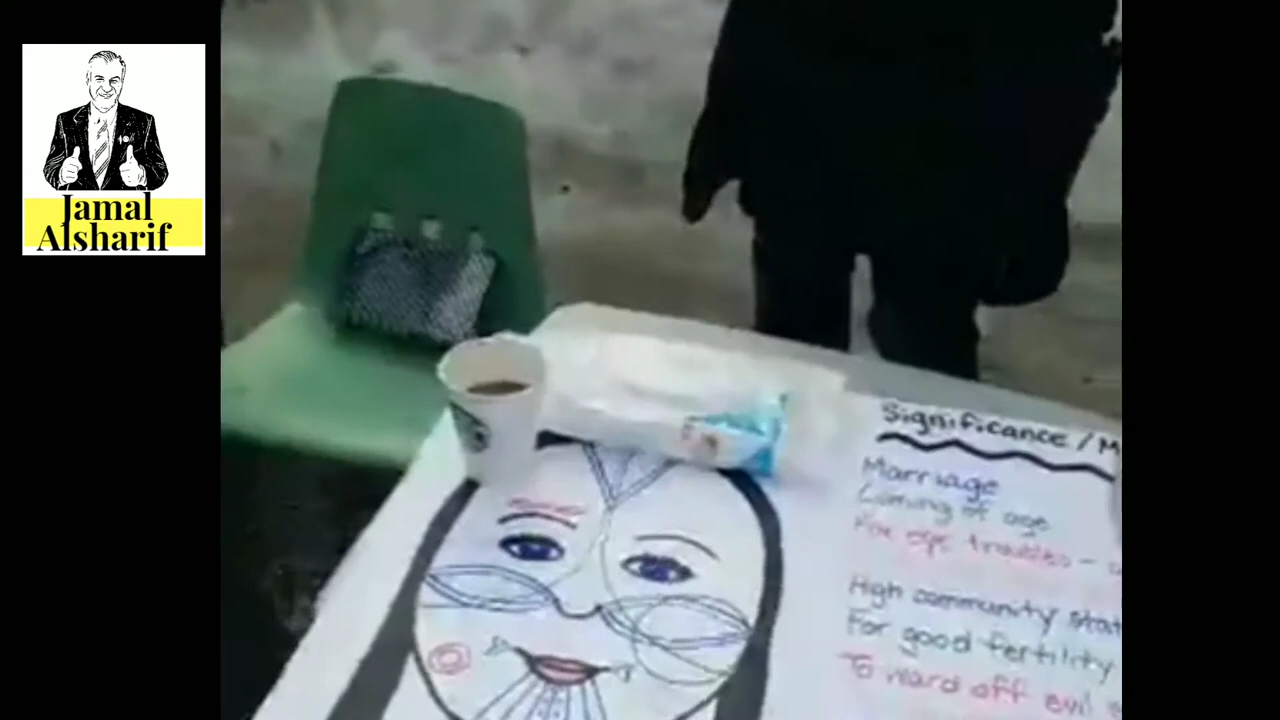 Jamal
Alsharif
Significance / M
Marriage
Coming of age
For eye troubles -
High community stat
For good fertility
To ward off evil